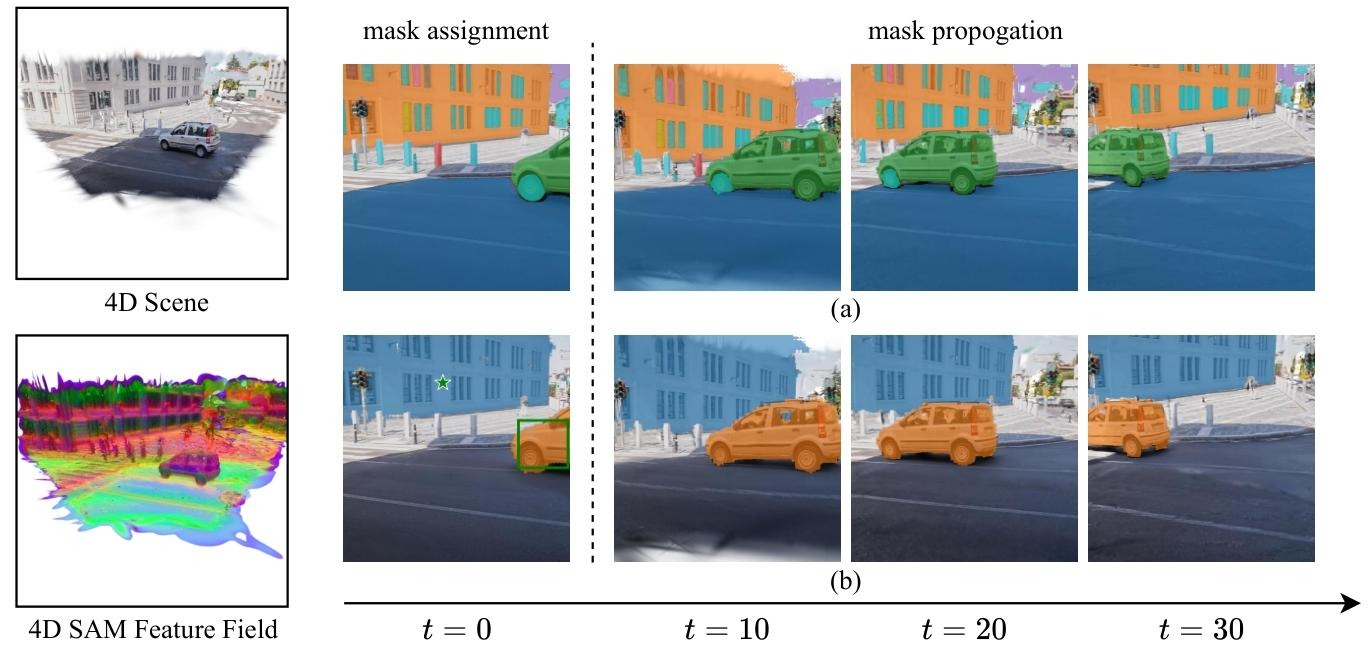 mask assignment
mask propogation
4D Scene
(a)
4D SAM Feature Field
(b)
t = 0
t = 10
t = 20
t = 30